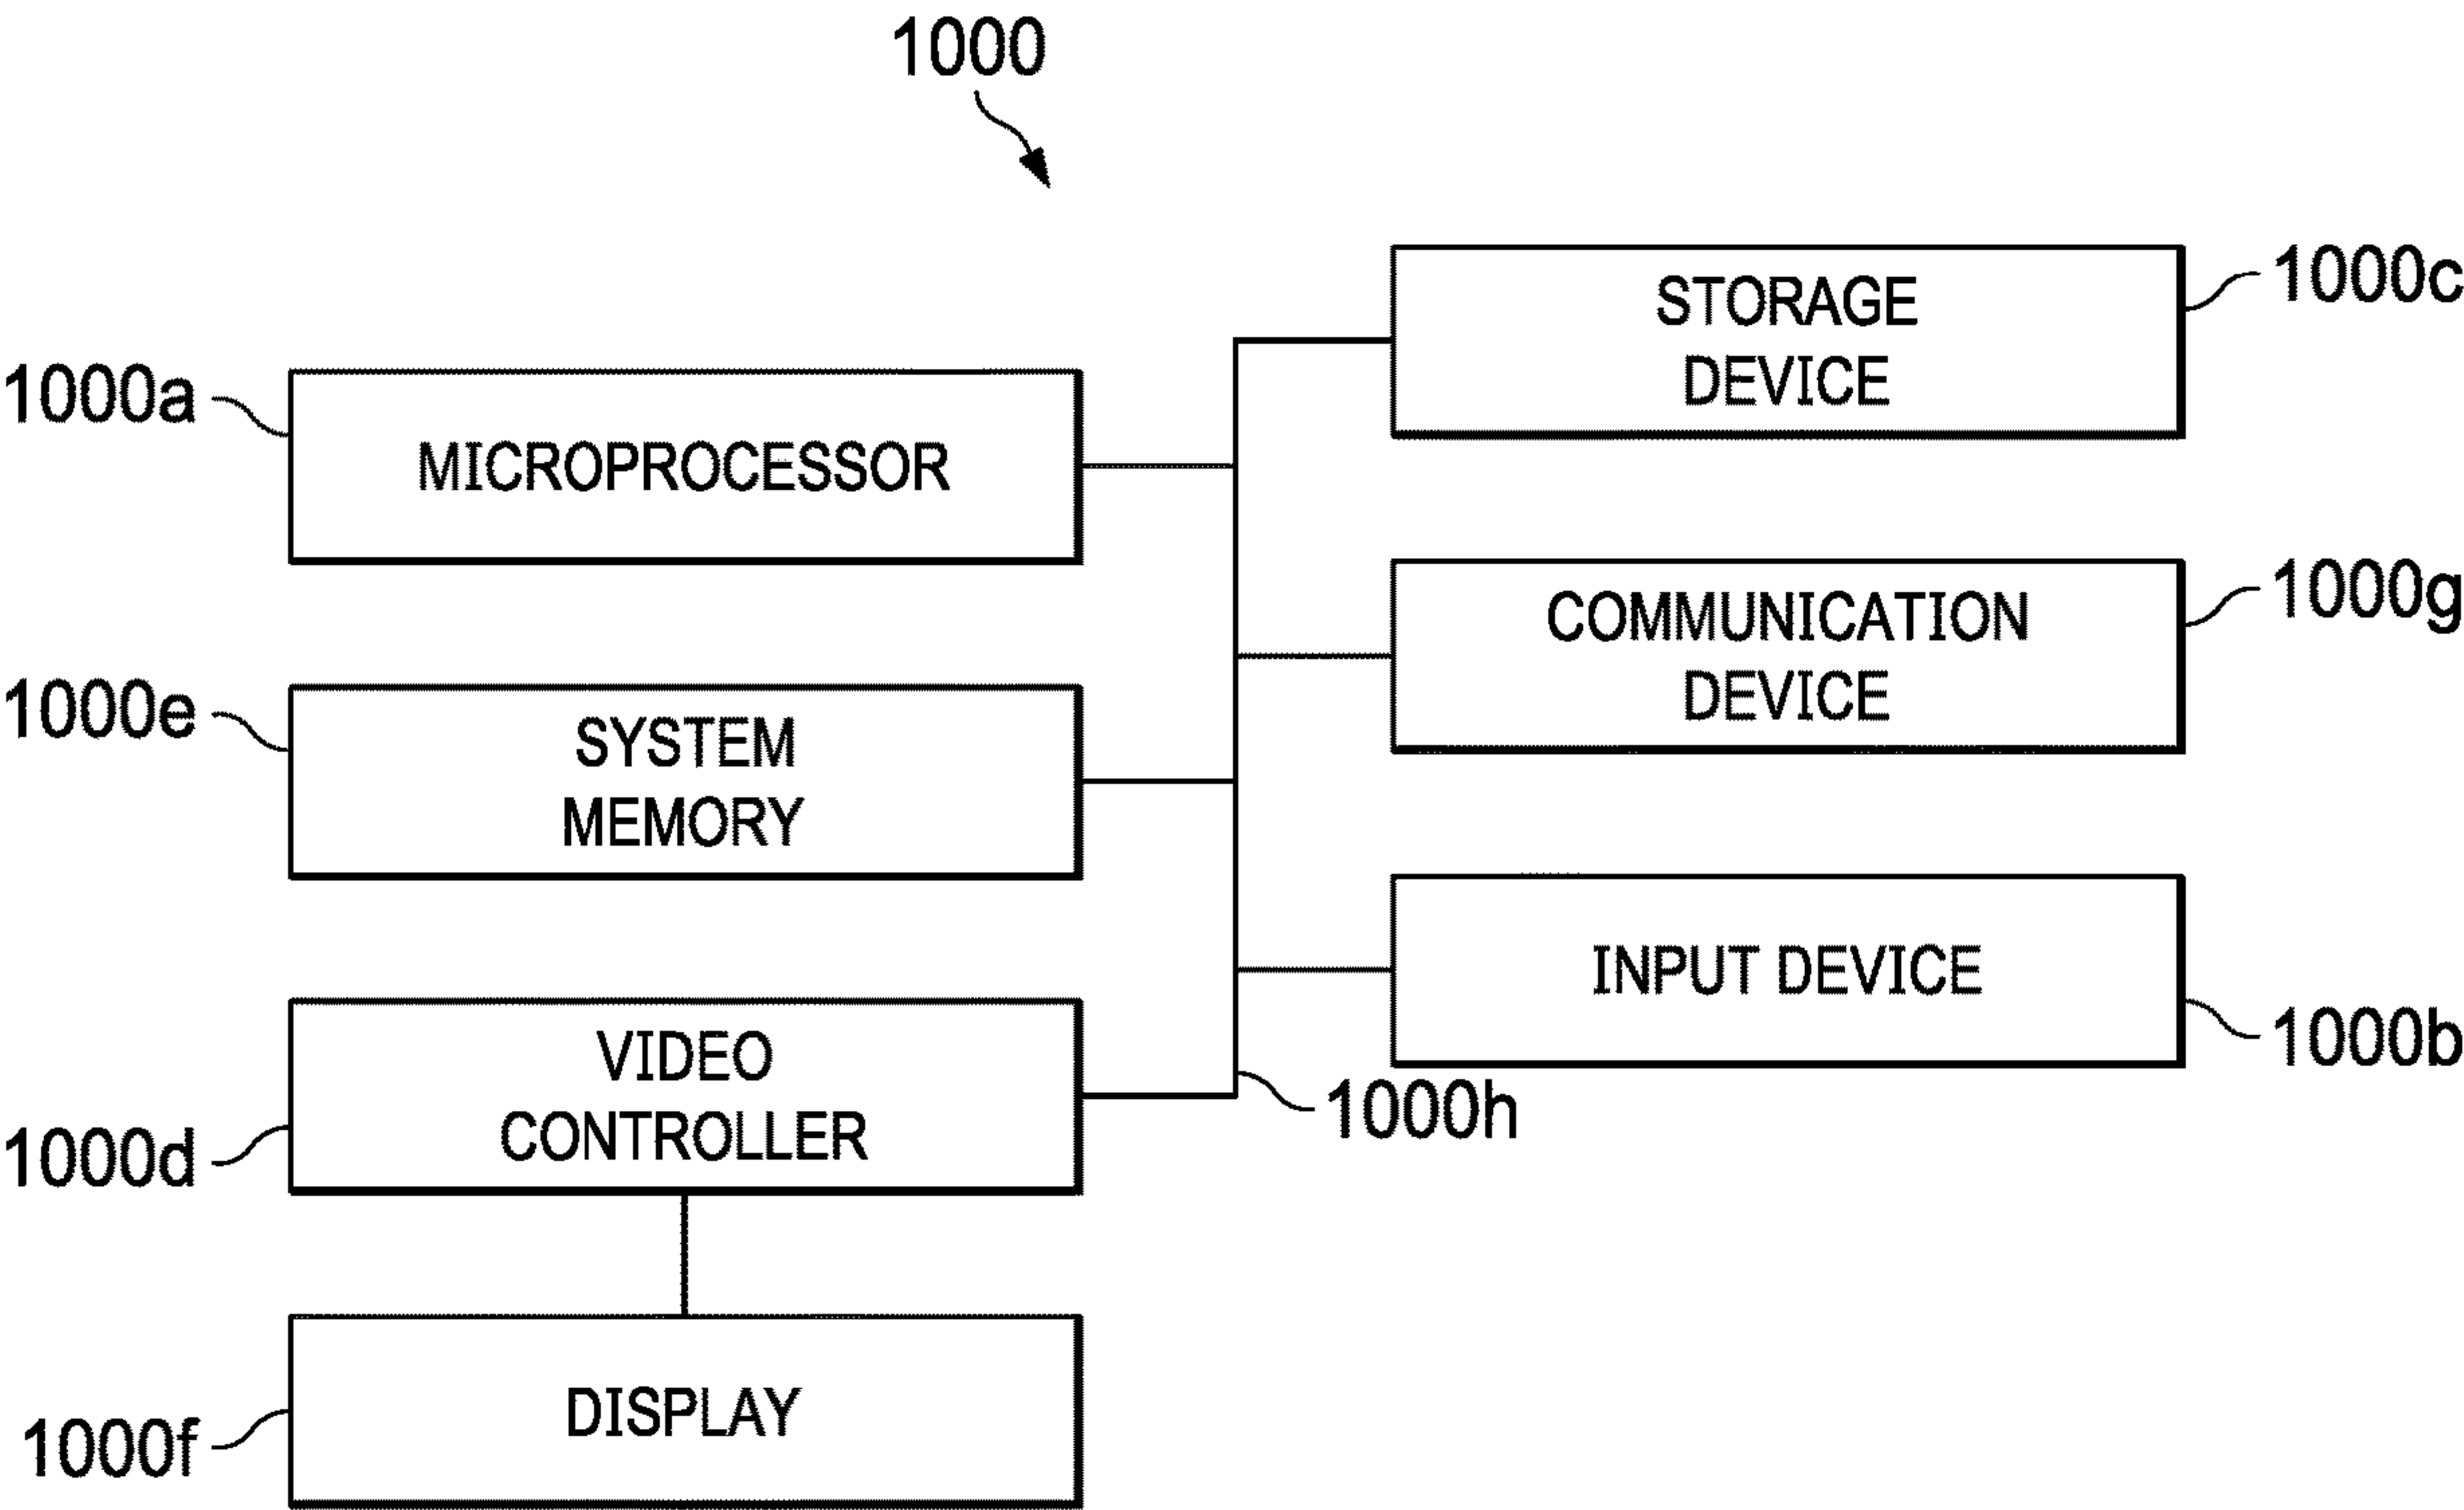 1000
STORAGE
DEVICE
1000c
1000a
MICROPROCESSOR
COMMUNICATION
DEVICE
1000g
1000e
SYSTEM
MEMORY
INPUT DEVICE
1000b
VIDEO
CONTROLLER
1000d
1000h
DISPLAY
1000f